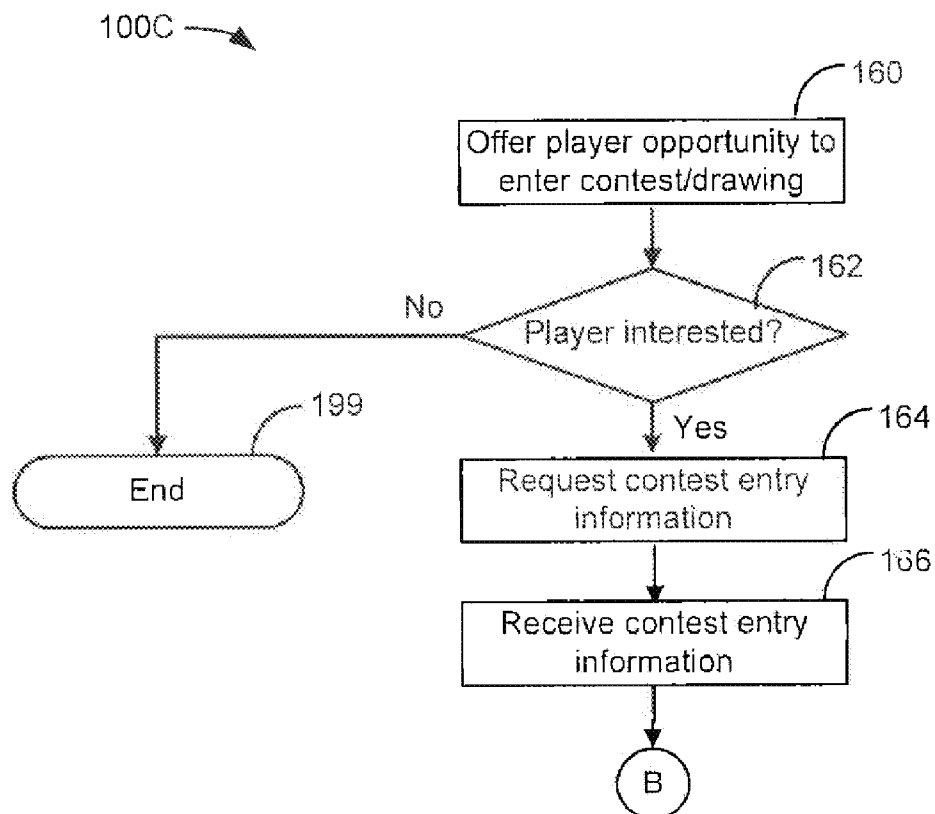 100C
160
Offer player opportunity to
enter contest/drawing
162
Player interested?
No
199
End
Yes
164
Request contest entry
information
166
Receive contest entry
information
B